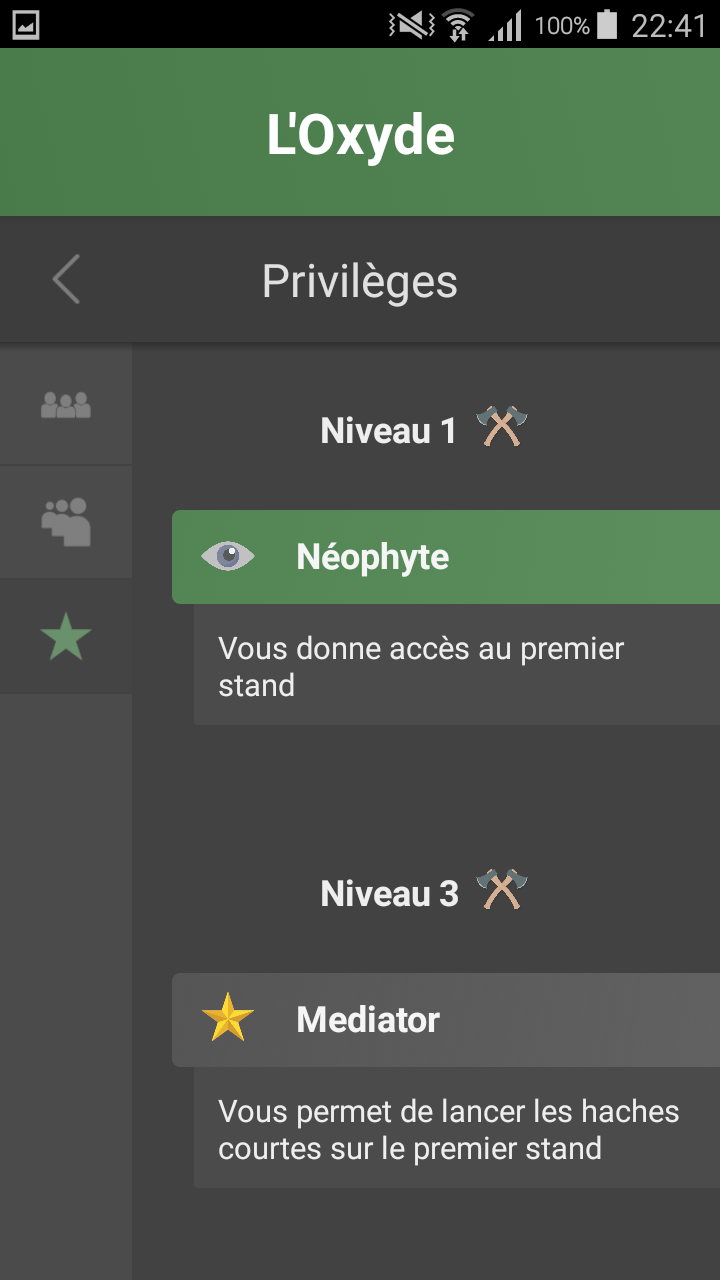 100% 22:41
L'Oxyde
Privilèges
Niveau 1
Néophyte
Vous donne accès au premier
stand
Niveau 3
Mediator
Vous permet de lancer les haches
courtes sur le premier stand